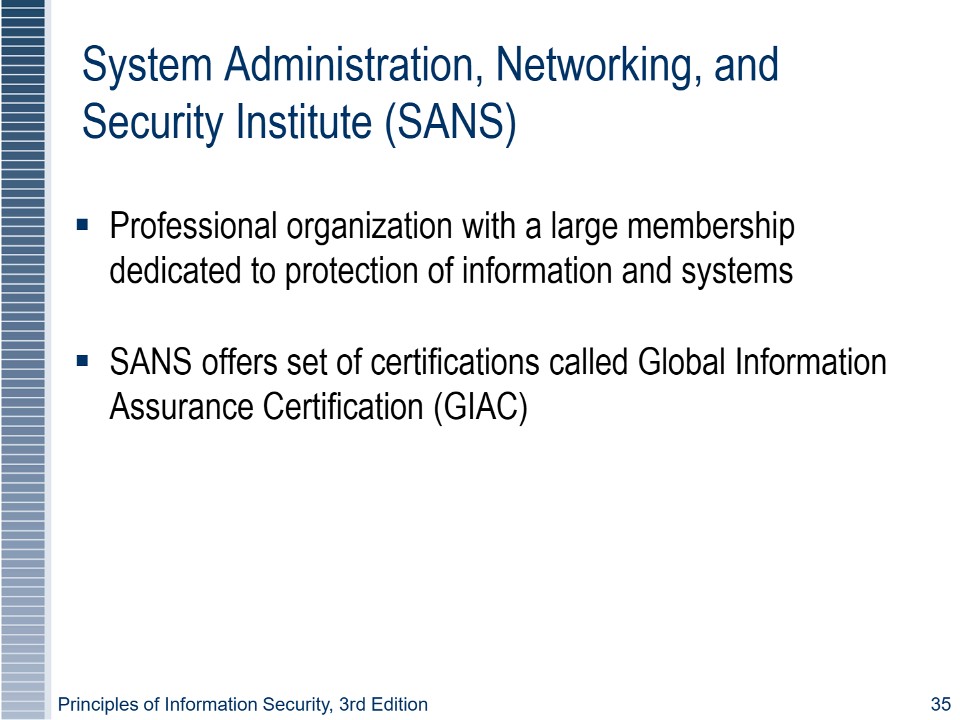 System Administration, Networking, and
Security Institute (SANS)
▪ Professional organization with a large membership
dedicated to protection of information and systems
▪ SANS offers set of certifications called Global Information
Assurance Certification (GIAC)
Principles of Information Security, 3rd Edition
35